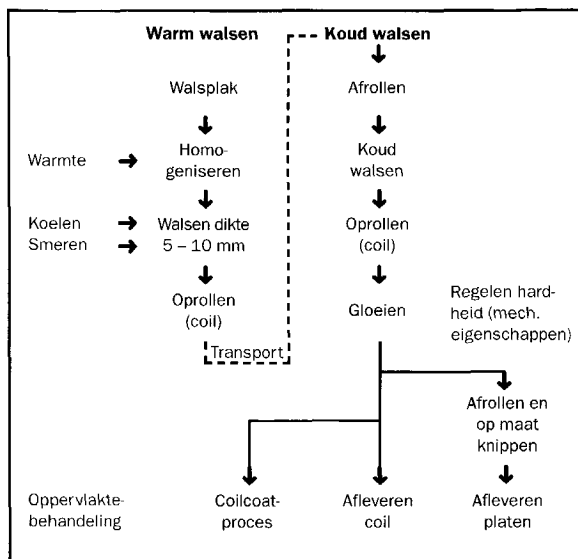 Warm walsen
Koud walsen
Walsplak
Afrollen
Warmte
Homo-
geniseren
Koud
walsen
Koelen
Smeren
Walsen dikte
5 – 10 mm
Oprollen
(coil)
Oprollen
(coil)
Gloeien
Regelen hard-
heid (mech.
eigenschappen)
Transport
Afrollen en
op maat
knippen
Oppervlakte-
behandeling
Coilcoat-
proces
Afleveren
coil
Afleveren
platen